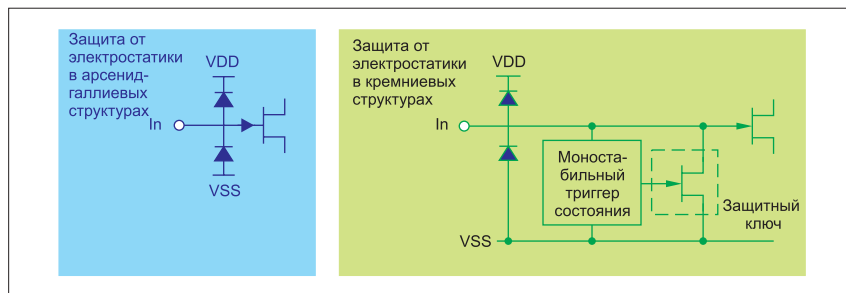 Защита от
электростатики
в арсенид-
галлиевых
структурах
VDD
In
VSS
Защита от
электростатики
в кремниевых
структурах
VDD
In
Моноста-
бильный
триггер
состояния
Защитный
ключ
VSS